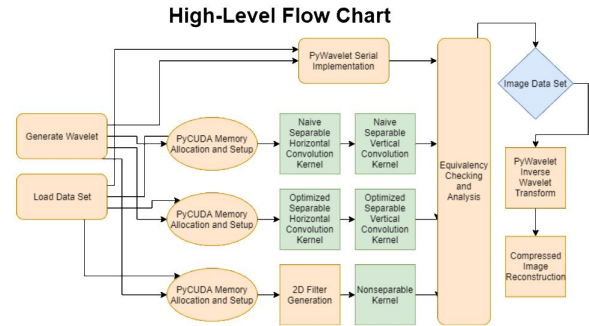 High-Level Flow Chart
PyWavelet Serial
Implementation
Image Data Set
Generate Wavelet
PyCUDA Memory
Allocation and Setup
Naive
Separable
Horizontal
Convolution
Kernel
Naive
Separable
Vertical
Convolution
Kernel
Equivalency
Checking
and
Analysis
PyWavelet
Inverse
Wavelet
Transform
Load Data Set
PyCUDA Memory
Allocation and Setup
Optimized
Separable
Horizontal
Convolution
Kernel
Optimized
Separable
Vertical
Convolution
Kernel
Compressed
Image
Reconstruction
PyCUDA Memory
Allocation and Setup
2D Filter
Generation
Nonseparable
Kernel